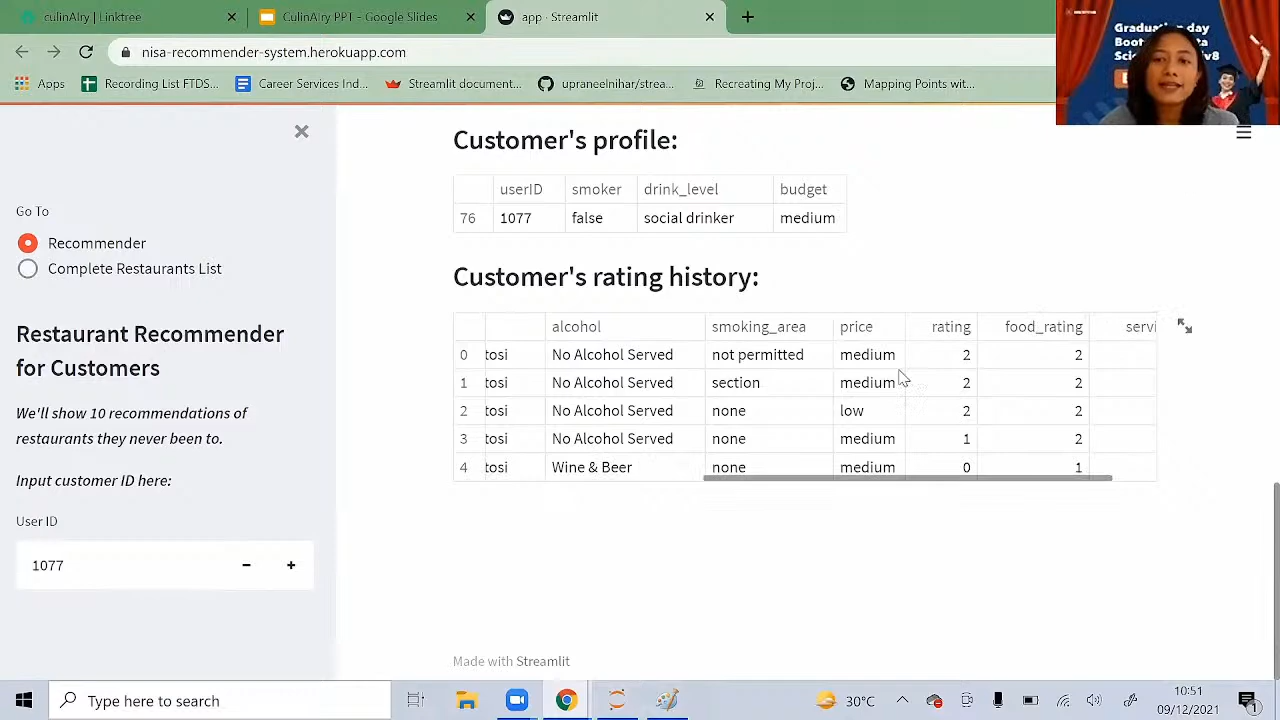 culinAIry | Linktree
CulinAIry PPT - Google Slides
app · Streamlit
nisa-recommender-system.herokuapp.com
Apps
Recording List FTDS...
Career Services Ind...
Streamlit document...
upraneelnihar/strea...
Recreating My Proj...
Mapping Points wit...
Graduation day
Go To
Recommender
Complete Restaurants List
Restaurant Recommender
for Customers
We'll show 10 recommendations of
restaurants they never been to.
Input customer ID here:
User ID
1077 - +
Customer's profile:
userID smoker drink_level budget
76 1077 false social drinker medium
Customer's rating history:
alcohol smoking_area price rating food_rating servi
0 tosi No Alcohol Served not permitted medium 2 2
1 tosi No Alcohol Served section medium 2 2
2 tosi No Alcohol Served none low 2 2
3 tosi No Alcohol Served none medium 1 2
4 tosi Wine & Beer none medium 0 1
Made with Streamlit
Type here to search
30°C
10:51
09/12/2021
1